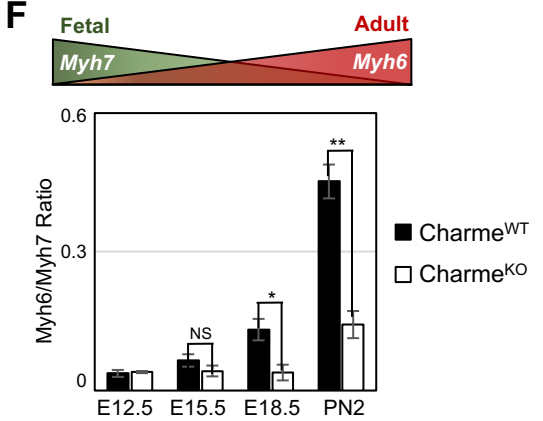 F
Fetal
Adult
Myh7
Myh6
0.6
0.3
0
Myh6/Myh7 Ratio
NS
*
**
CharmeWT
CharmeKO
E12.5 E15.5 E18.5 PN2